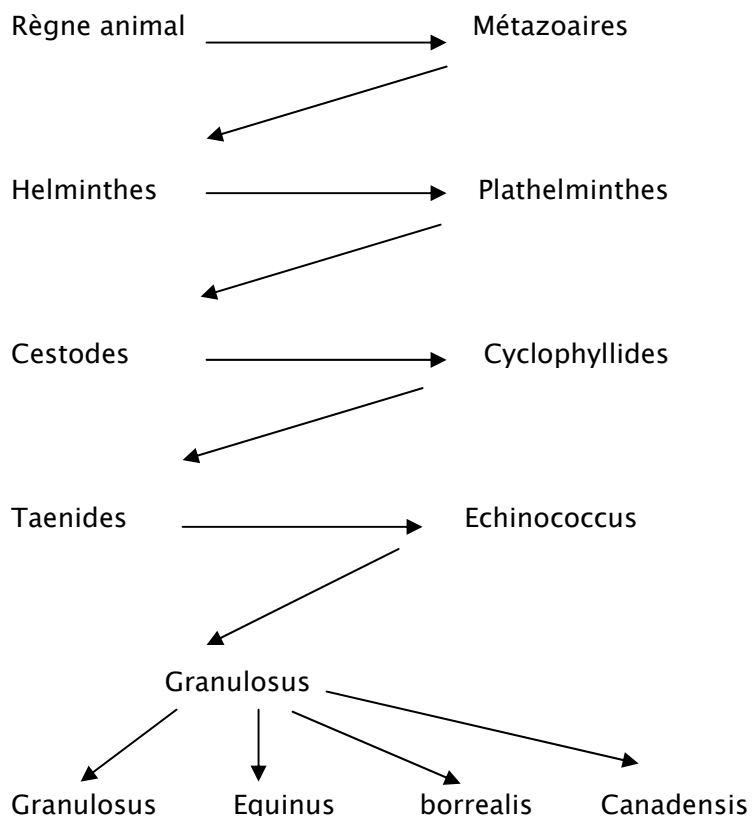 Règne animal Métazoaires
Helminthes Plathelminthes
Cestodes Cyclophyllides
Taenides Echinococcus
Granulosus
Granulosus Equinus borrealis Canadensis